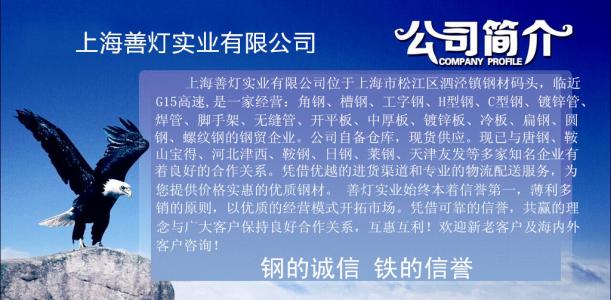 上海善灯实业有限公司
公司简介
COMPANY PROFILE
上海善灯实业有限公司位于上海市松江区泗泾镇钢材码头，临近
G15高速，是一家经营：角钢、槽钢、工字钢、H型钢、C型钢、镀锌管、
焊管、脚手架、无缝管、开平板、中厚板、镀锌板、冷板、扁钢、圆
钢、螺纹钢的钢贸企业。公司自备仓库，现货供应。现已与唐钢、鞍
山宝得、河北津西、鞍钢、日钢、莱钢、天津友发等多家知名企业有
着良好的合作关系。凭借优越的进货渠道和专业的物流配送服务，为
您提供价格实惠的优质钢材。 善灯实业始终本着信誉第一，薄利多
销的原则，以优质的经营模式开拓市场。凭借可靠的信誉，共赢的理
念与广大客户保持良好合作关系，互惠互利！欢迎新老客户及海内外
客户咨询！
钢的诚信 铁的信誉